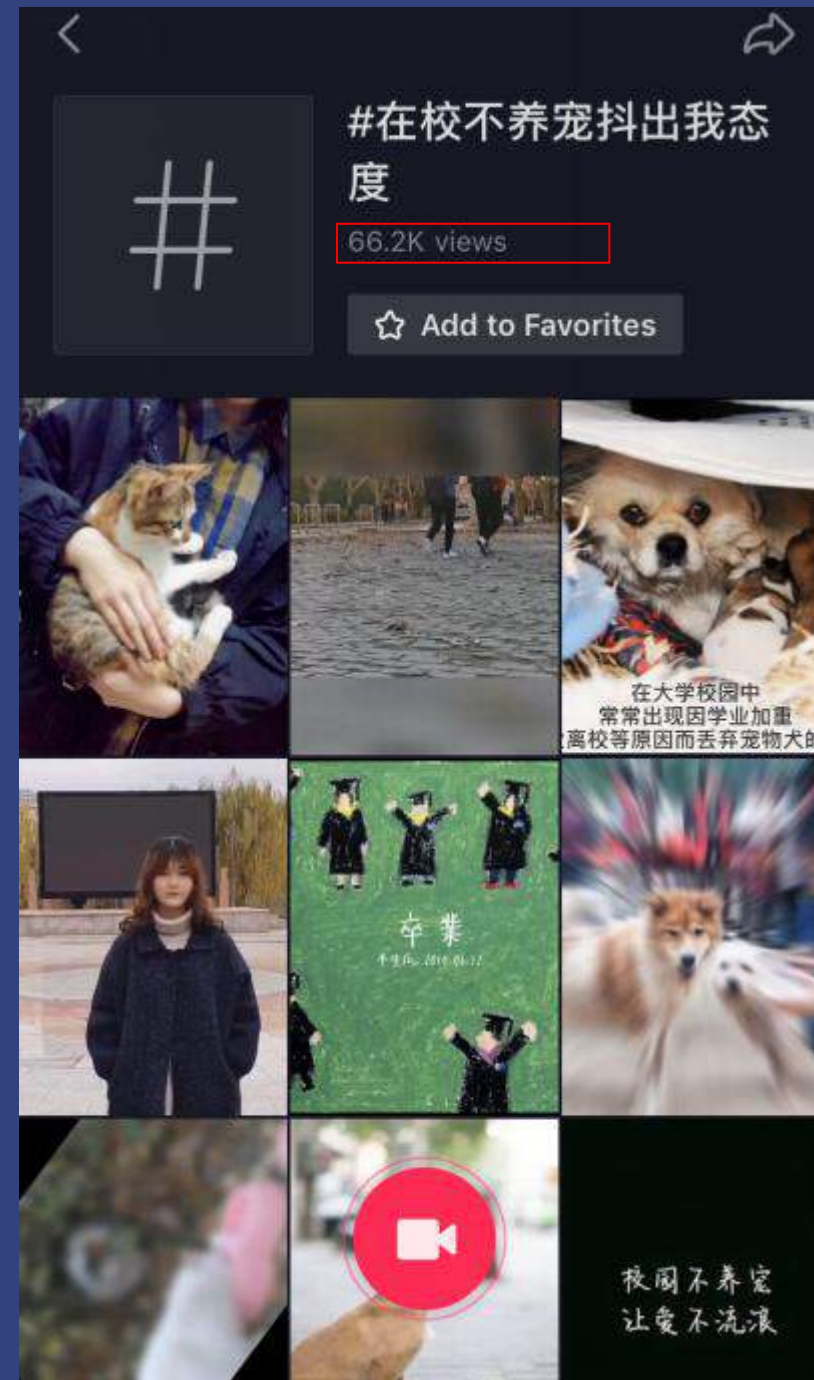 #在校不养宠抖出我态
度
66.2K views
Add to Favorites
在大学校园中
常常出现因学业加重
离校等原因而丢弃宠物犬的
卒業
校园不养宠
让爱不流浪